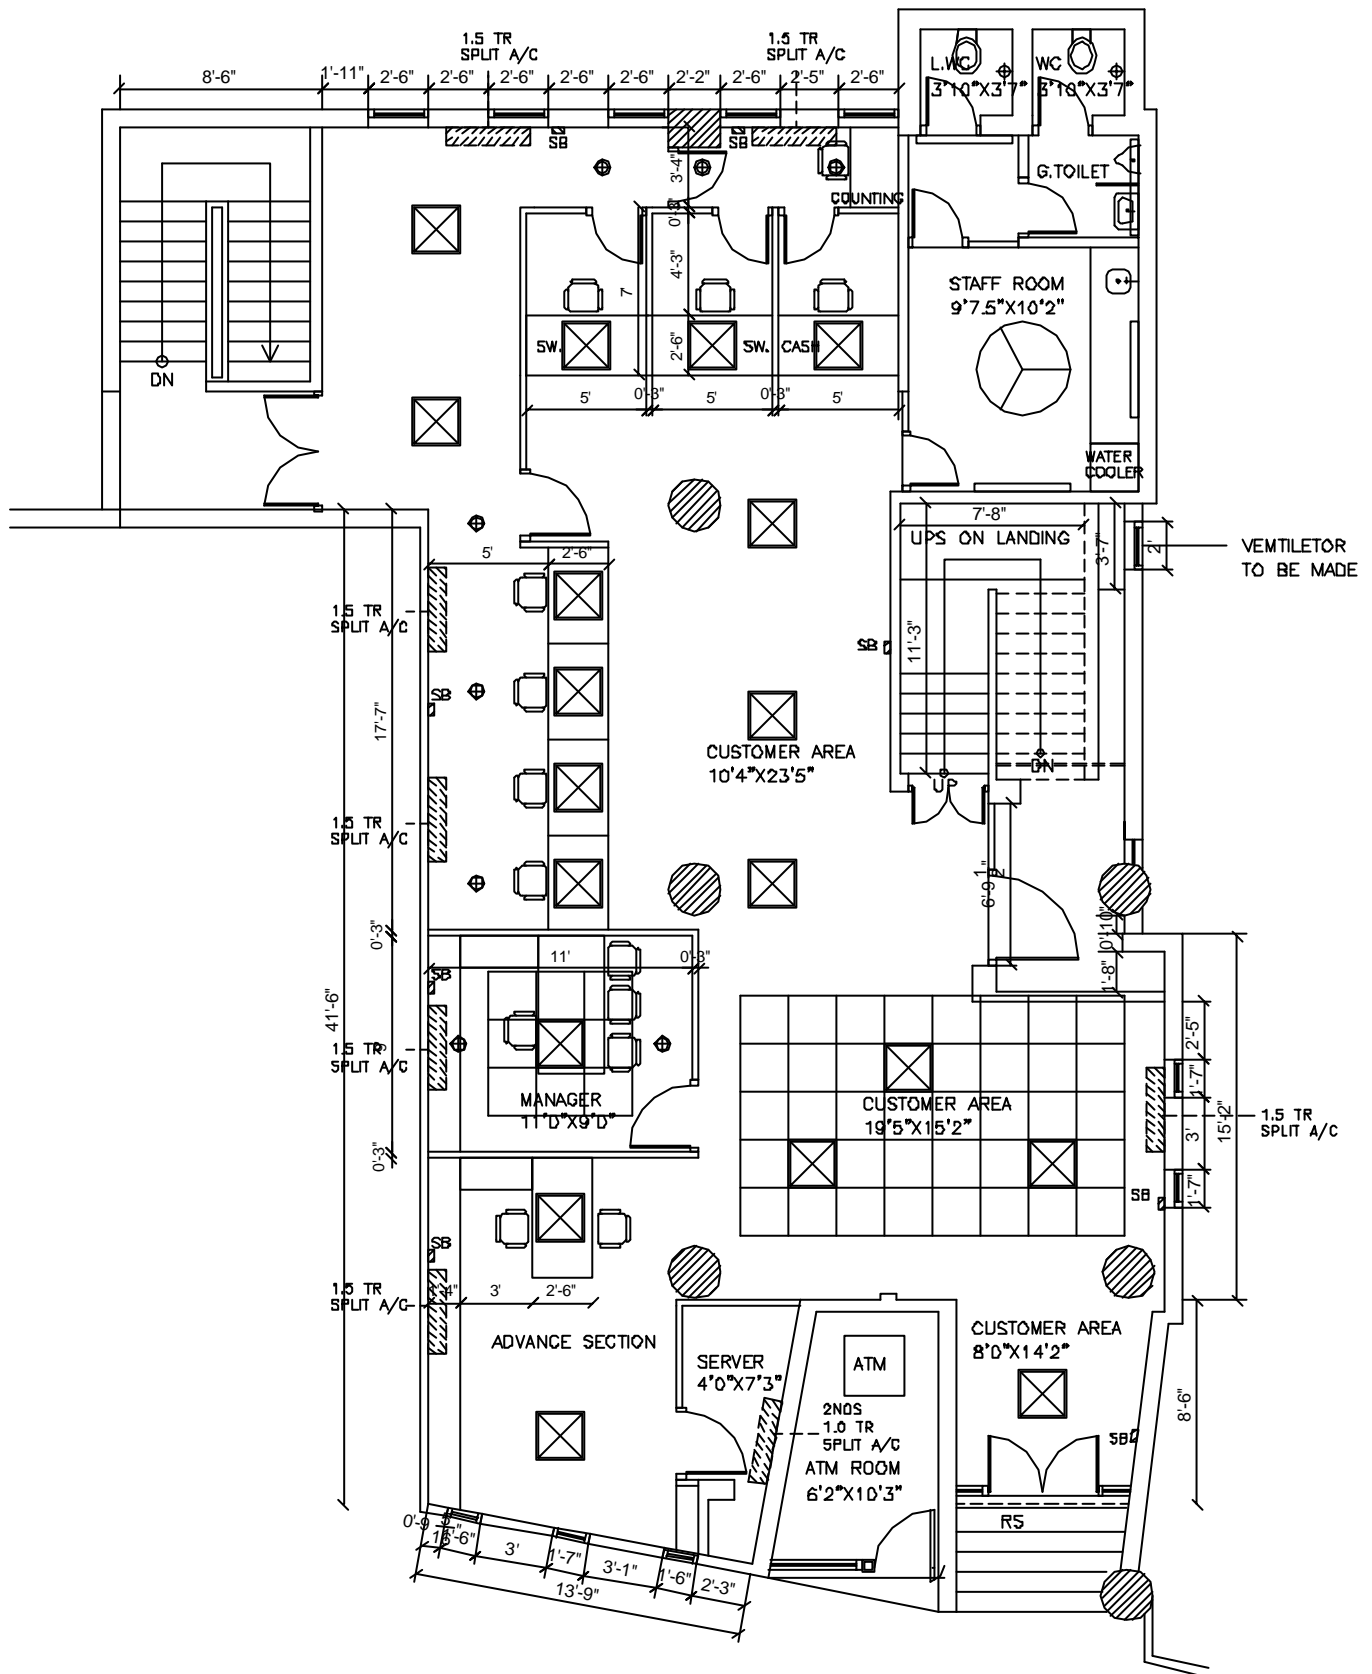 1.5 TR
SPLIT A/C
1.5 TR
SPLIT A/C
8'-6"
1'-11"
2'-6"
2'-6"
2'-6"
2'-6"
2'-6"
2'-2"
2'-6"
2'-5"
2'-6"
L.WC
3'10"X3'7"
WC
3'10"X3'7"
SB
SB
3'-4"
0'-3"
COUNTING
G.TOILET
4'-3"
7'
2'-6"
STAFF ROOM
9'7.5"X10'2"
SW.
SW.
CASH
DN
5'
0'-3"
5'
0'-3"
5'
WATER
COOLER
7'-8"
UPS ON LANDING
3'-7"
2'
VEMTILETOR
TO BE MADE
5'
2'-6"
1.5 TR
SPLIT A/C
11'-3"
SB
SB
17'-7"
CUSTOMER AREA
10'4"X23'5"
DN
UP
1.5 TR
SPLIT A/C
0'-3"
0'-10"
1'-8"
11'
0'-3"
SB
41'-6"
9'
1.5 TR
SPLIT A/C
MANAGER
11'0"X9'0"
CUSTOMER AREA
19'5"X15'2"
2'-5"
1'-7"
3'
1'-7"
15'-2"
1.5 TR
SPLIT A/C
0'-3"
SB
SB
1.5 TR
SPLIT A/C
3'
2'-6"
ADVANCE SECTION
SERVER
4'0"X7'3"
ATM
CUSTOMER AREA
8'0"X14'2"
8'-6"
2NOS
1.0 TR
SPLIT A/C
SB
ATM ROOM
6'2"X10'3"
RS
0'-9
3'
1'-7"
3'-1"
1'-6"
2'-3"
13'-9"